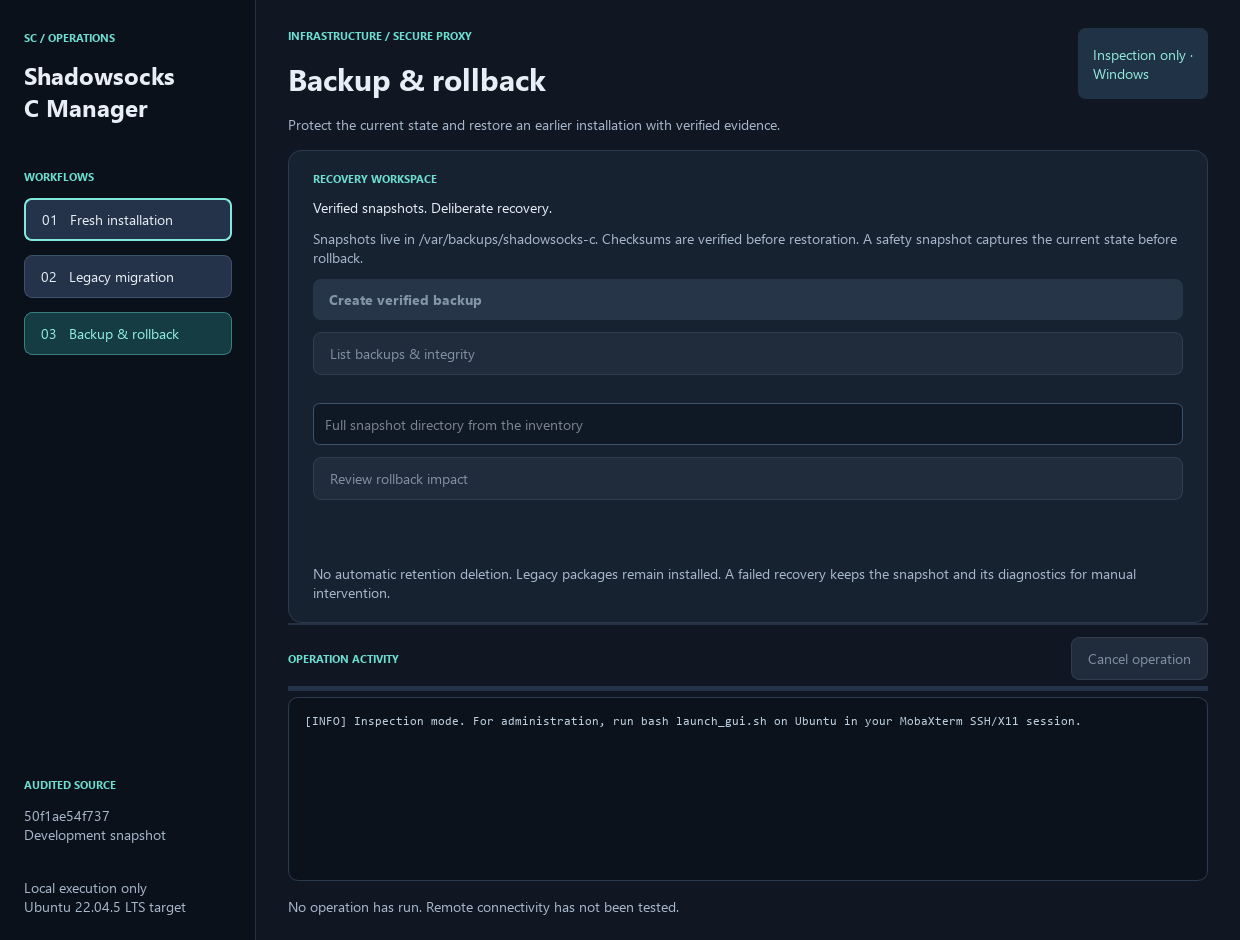 SC / OPERATIONS
Shadowsocks
C Manager
WORKFLOWS
01 Fresh installation
02 Legacy migration
03 Backup & rollback
AUDITED SOURCE
50f1ae54f737
Development snapshot
Local execution only
Ubuntu 22.04.5 LTS target
INFRASTRUCTURE / SECURE PROXY
Backup & rollback
Protect the current state and restore an earlier installation with verified evidence.
Inspection only ·
Windows
RECOVERY WORKSPACE
Verified snapshots. Deliberate recovery.
Snapshots live in /var/backups/shadowsocks-c. Checksums are verified before restoration. A safety snapshot captures the current state before
rollback.
Create verified backup
List backups & integrity
Full snapshot directory from the inventory
Review rollback impact
No automatic retention deletion. Legacy packages remain installed. A failed recovery keeps the snapshot and its diagnostics for manual
intervention.
OPERATION ACTIVITY
Cancel operation
[INFO] Inspection mode. For administration, run bash launch_gui.sh on Ubuntu in your MobaXterm SSH/X11 session.
No operation has run. Remote connectivity has not been tested.